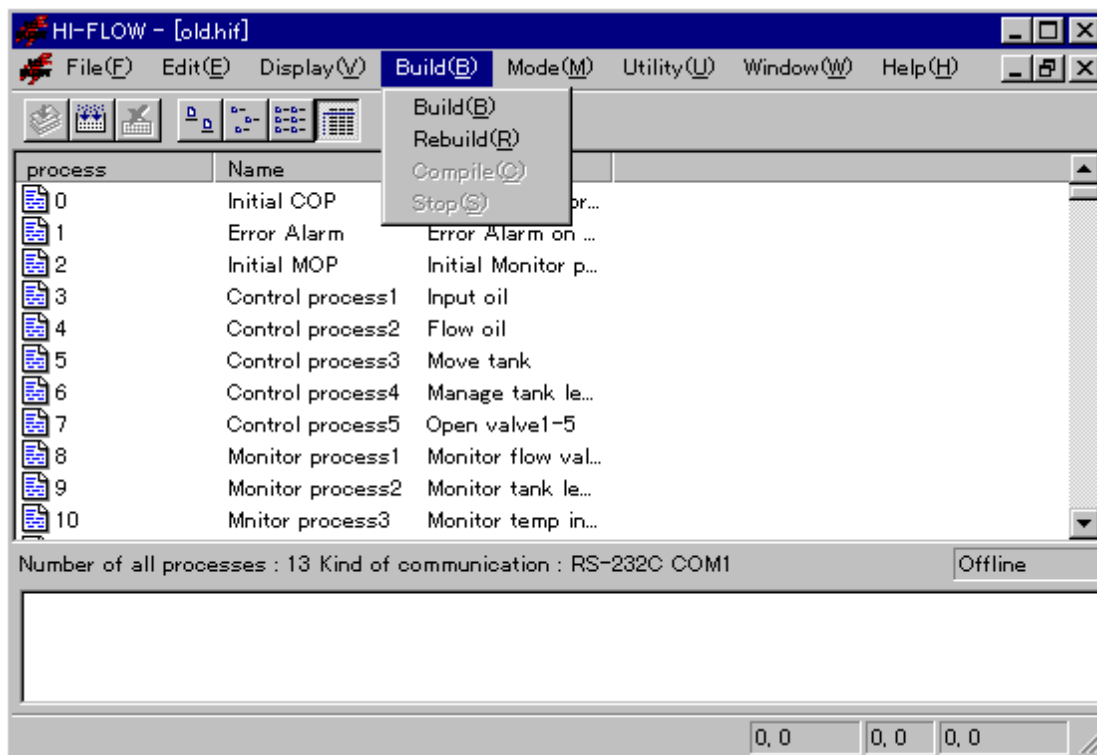 HI-FLOW - [old.hif]
File(F) Edit(E) Display(V) Build(B) Mode(M) Utility(U) Window(W) Help(H)
Build(B)
Rebuild(R)
Compile(C)
Stop(S)
process Name
0 Initial COP or...
1 Error Alarm Error Alarm on ...
2 Initial MOP Initial Monitor p...
3 Control process1 Input oil
4 Control process2 Flow oil
5 Control process3 Move tank
6 Control process4 Manage tank le...
7 Control process5 Open valve1-5
8 Monitor process1 Monitor flow val...
9 Monitor process2 Monitor tank le...
10 Mnitor process3 Monitor temp in...
Number of all processes : 13 Kind of communication : RS-232C COM1 Offline
0, 0 0, 0 0, 0